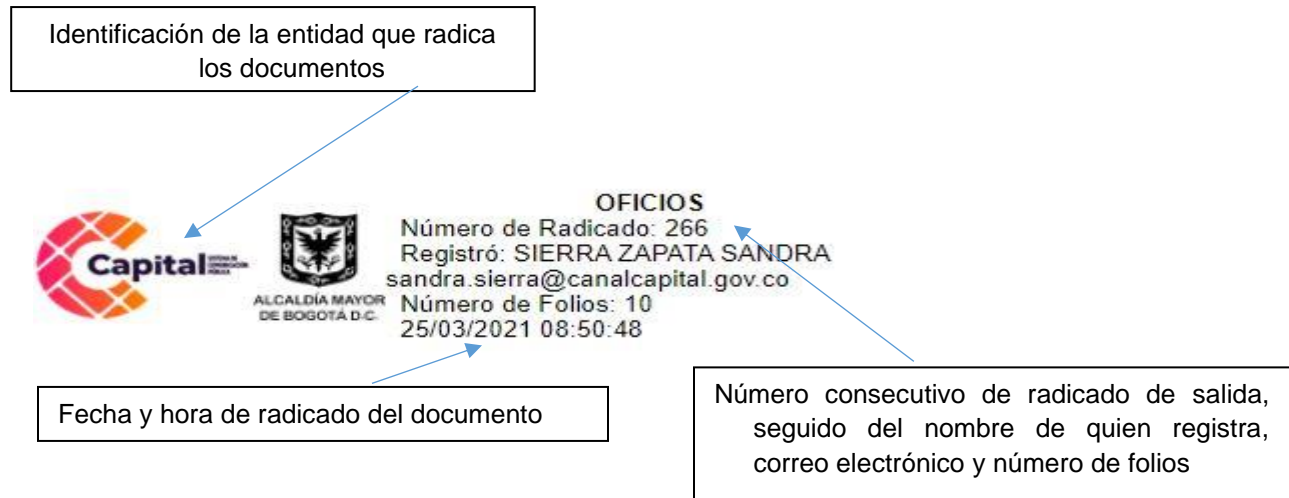 Identificación de la entidad que radica
los documentos
OFICIOS
Número de Radicado: 266
Registró: SIERRA ZAPATA SANDRA
sandra.sierra@canalcapital.gov.co
Número de Folios: 10
25/03/2021 08:50:48
Capital
ALCALDÍA MAYOR
DE BOGOTÁ D.C.
Fecha y hora de radicado del documento
Número consecutivo de radicado de salida,
seguido del nombre de quien registra,
correo electrónico y número de folios